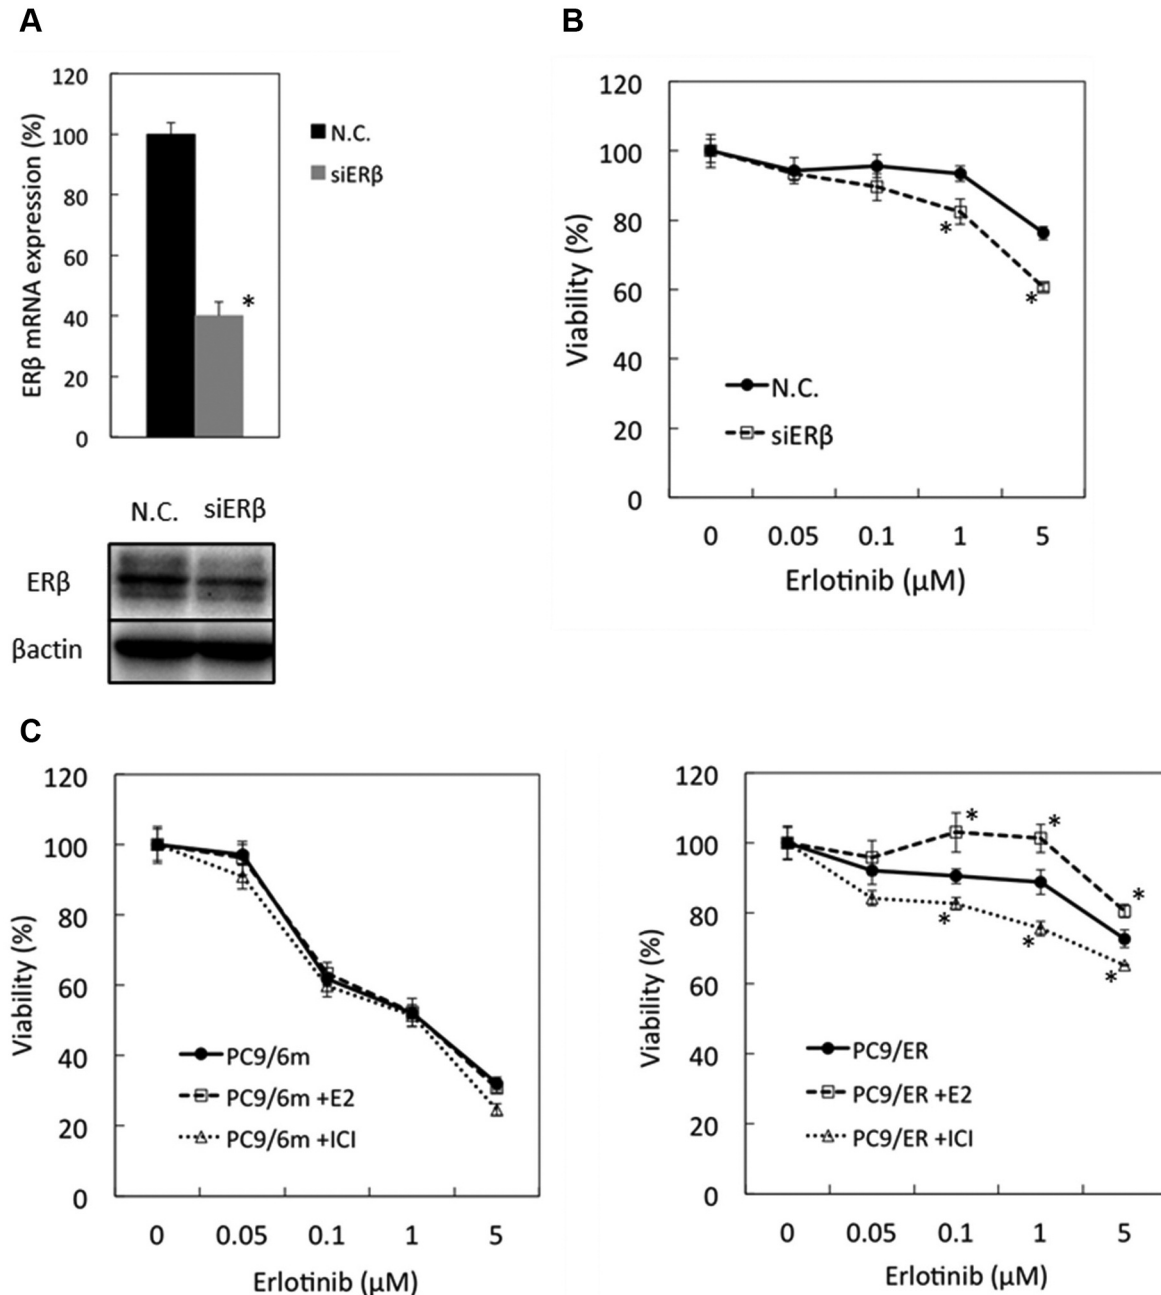 A
120
100
80
60
40
20
0
ERβ mRNA expression (%)
*
N.C.
siERβ
N.C. siERβ
ERβ
βactin
B
120
100
80
60
40
20
0
Viability (%)
*
*
N.C.
siERβ
0 0.05 0.1 1 5
Erlotinib (μM)
C
120
100
80
60
40
20
0
Viability (%)
PC9/6m
PC9/6m +E2
PC9/6m +ICI
0 0.05 0.1 1 5
Erlotinib (μM)
120
100
80
60
40
20
0
Viability (%)
*
*
*
*
*
*
PC9/ER
PC9/ER +E2
PC9/ER +ICI
0 0.05 0.1 1 5
Erlotinib (μM)